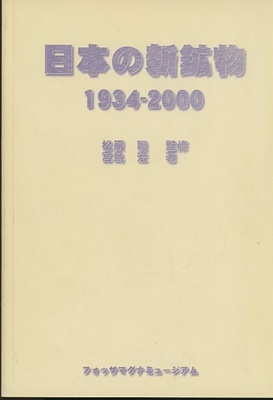 日本の新鉱物
1934-2000
松原 聰 監修
宮島 宏 著
フォッサマグナミュージアム